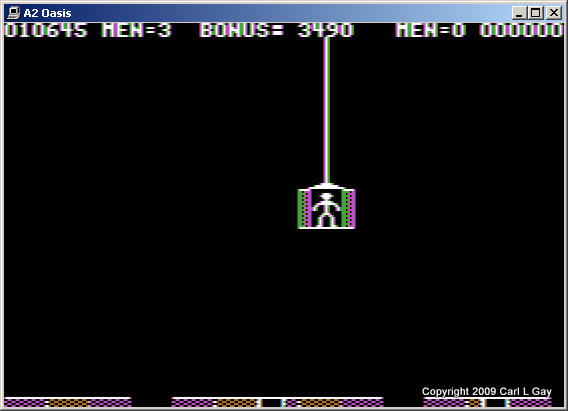 A2 Oasis
010645 MEN=3 BONUS= 3490 MEN=0 000000
Copyright 2009 Carl L Gay